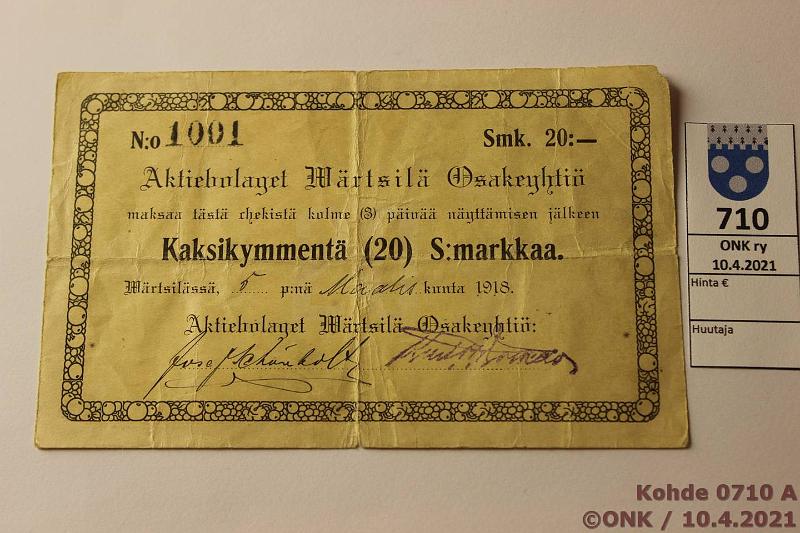 N:o 1001 Smk. 20:—
Aktiebolaget Wärtsilä Osakeyhtiö
maksaa tästä chekistä kolme (3) päivää näyttämisen jälkeen
Kaksikymmentä (20) S:markkaa.
Wärtsilässä, 5 p:nä Maalis kuuta 1918.
Aktiebolaget Wärtsilä Osakeyhtiö:
710
ONK ry
10.4.2021
Hinta €
Huutaja
Kohde 0710 A
©ONK / 10.4.2021